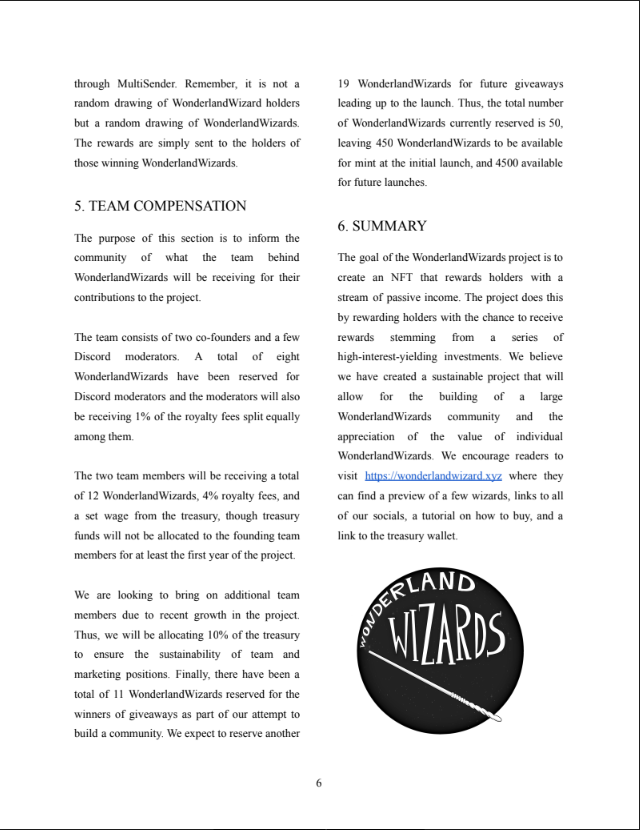 through MultiSender. Remember, it is not a
random drawing of WonderlandWizard holders
but a random drawing of WonderlandWizards.
The rewards are simply sent to the holders of
those winning WonderlandWizards.
5. TEAM COMPENSATION
The purpose of this section is to inform the
community of what the team behind
WonderlandWizards will be receiving for their
contributions to the project.
The team consists of two co-founders and a few
Discord moderators. A total of eight
WonderlandWizards have been reserved for
Discord moderators and the moderators will also
be receiving 1% of the royalty fees split equally
among them.
The two team members will be receiving a total
of 12 WonderlandWizards, 4% royalty fees, and
a set wage from the treasury, though treasury
funds will not be allocated to the founding team
members for at least the first year of the project.
We are looking to bring on additional team
members due to recent growth in the project.
Thus, we will be allocating 10% of the treasury
to ensure the sustainability of team and
marketing positions. Finally, there have been a
total of 11 WonderlandWizards reserved for the
winners of giveaways as part of our attempt to
build a community. We expect to reserve another
19 WonderlandWizards for future giveaways
leading up to the launch. Thus, the total number
of WonderlandWizards currently reserved is 50,
leaving 450 WonderlandWizards to be available
for mint at the initial launch, and 4500 available
for future launches.
6. SUMMARY
The goal of the WonderlandWizards project is to
create an NFT that rewards holders with a
stream of passive income. The project does this
by rewarding holders with the chance to receive
rewards stemming from a series of
high-interest-yielding investments. We believe
we have created a sustainable project that will
allow for the building of a large
WonderlandWizards community and the
appreciation of the value of individual
WonderlandWizards. We encourage readers to
visit https://wonderlandwizard.xyz where they
can find a preview of a few wizards, links to all
of our socials, a tutorial on how to buy, and a
link to the treasury wallet.
WONDERLAND
WIZARDS
6